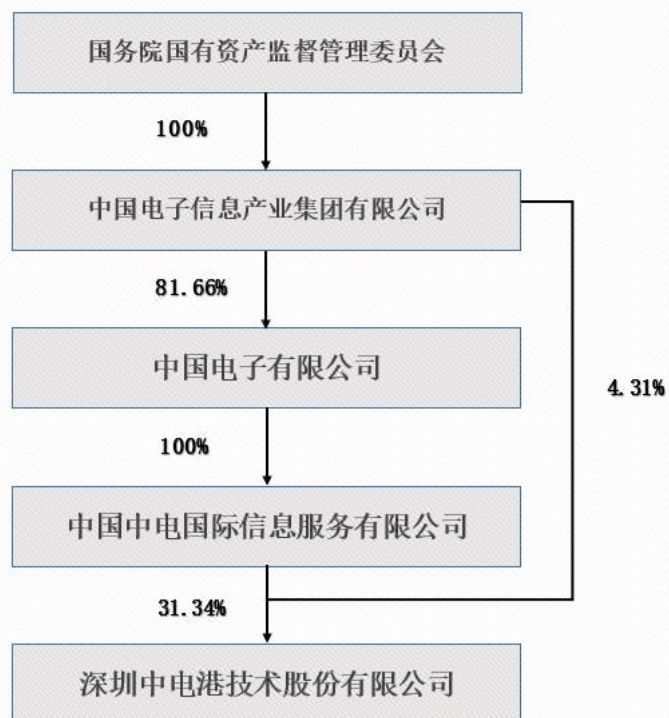 国务院国有资产监督管理委员会
100%
中国电子信息产业集团有限公司
81.66%
中国电子有限公司
4.31%
100%
中国中电国际信息服务有限公司
31.34%
深圳中电港技术股份有限公司